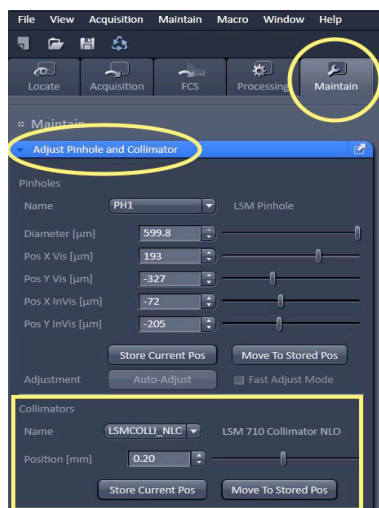 File View Acquisition Maintain Macro Window Help
Locate Acquisition FCS Processing Maintain
Maintain
Adjust Pinhole and Collimator
Pinholes
Name PH1 LSM Pinhole
Diameter [µm] 599.8
Pos X Vis [µm] 193
Pos Y Vis [µm] -327
Pos X InVis [µm] -72
Pos Y InVis [µm] -205
Store Current Pos Move To Stored Pos
Adjustment Auto-Adjust Fast Adjust Mode
Collimators
Name LSMCOLLI_NLC LSM 710 Collimator NLO
Position [mm] 0.20
Store Current Pos Move To Stored Pos